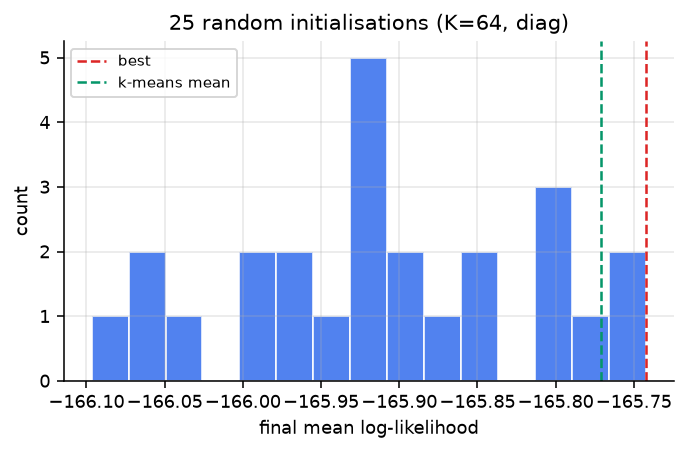 25 random initialisations (K=64, diag)
best
k-means mean
5
4
3
2
1
0
count
−166.10 −166.05 −166.00 −165.95 −165.90 −165.85 −165.80 −165.75
final mean log-likelihood